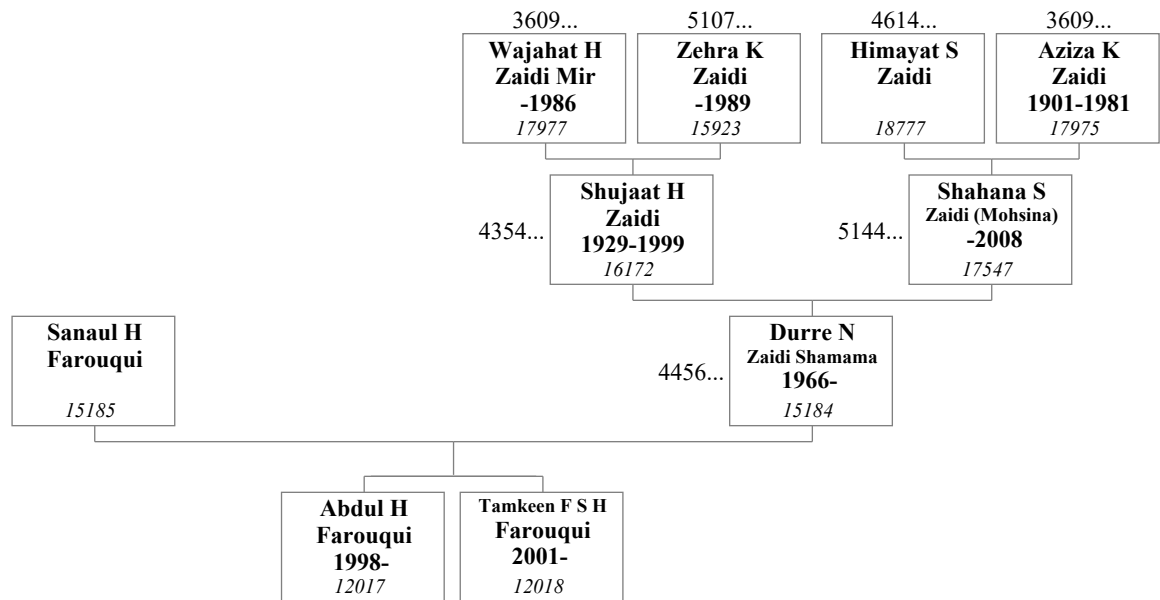 3609...
5107...
4614...
3609...
Wajahat H
Zaidi Mir
-1986
17977
Zehra K
Zaidi
-1989
15923
Himayat S
Zaidi
18777
Aziza K
Zaidi
1901-1981
17975
4354...
Shujaat H
Zaidi
1929-1999
16172
5144...
Shahana S
Zaidi (Mohsina)
-2008
17547
Sanaul H
Farouqui
15185
4456...
Durre N
Zaidi Shamama
1966-
15184
Abdul H
Farouqui
1998-
12017
Tamkeen F S H
Farouqui
2001-
12018